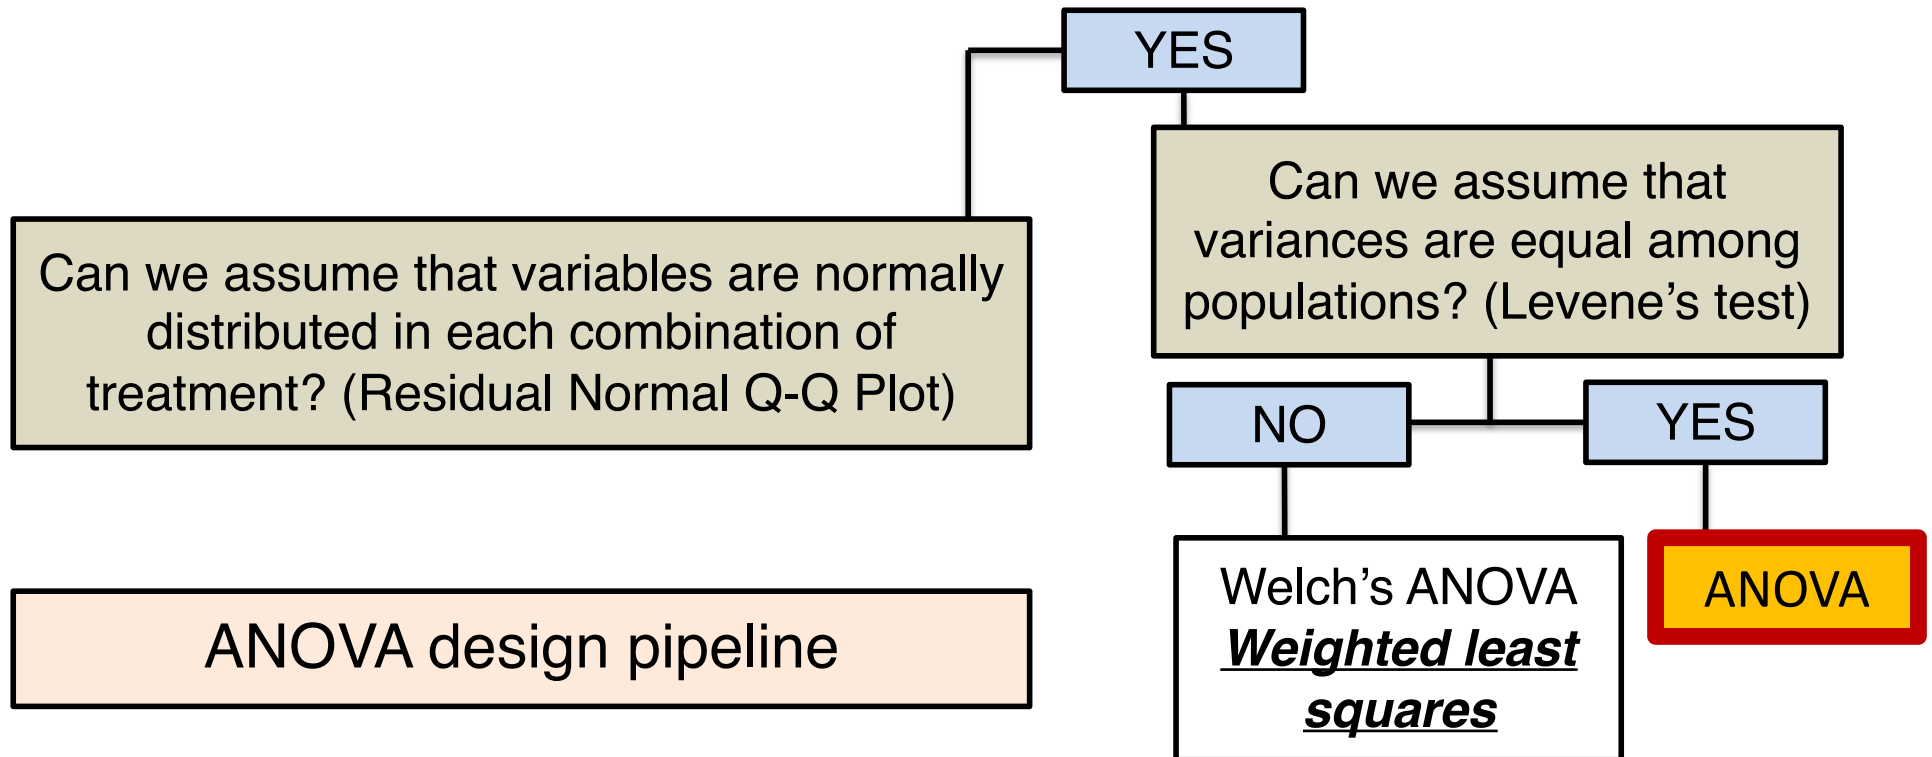 YES
Can we assume that variables are normally
distributed in each combination of
treatment? (Residual Normal Q-Q Plot)
Can we assume that
variances are equal among
populations? (Levene’s test)
NO
YES
Welch’s ANOVA
Weighted least
squares
ANOVA
ANOVA design pipeline